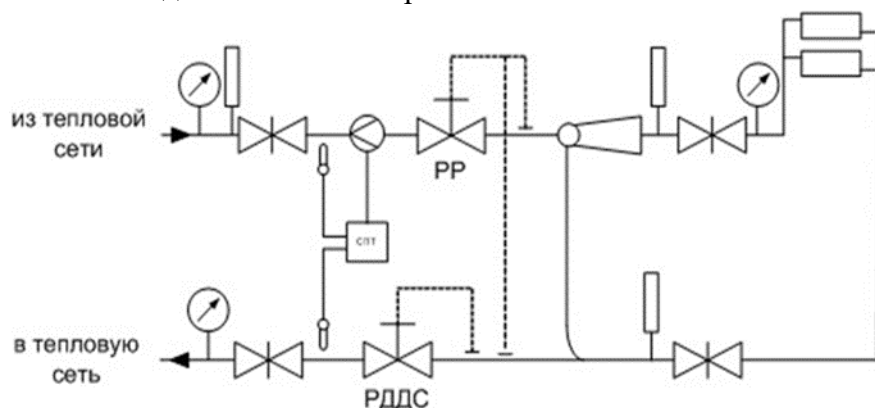 из тепловой
сети
РР
СПТ
в тепловую
сеть
РДДС